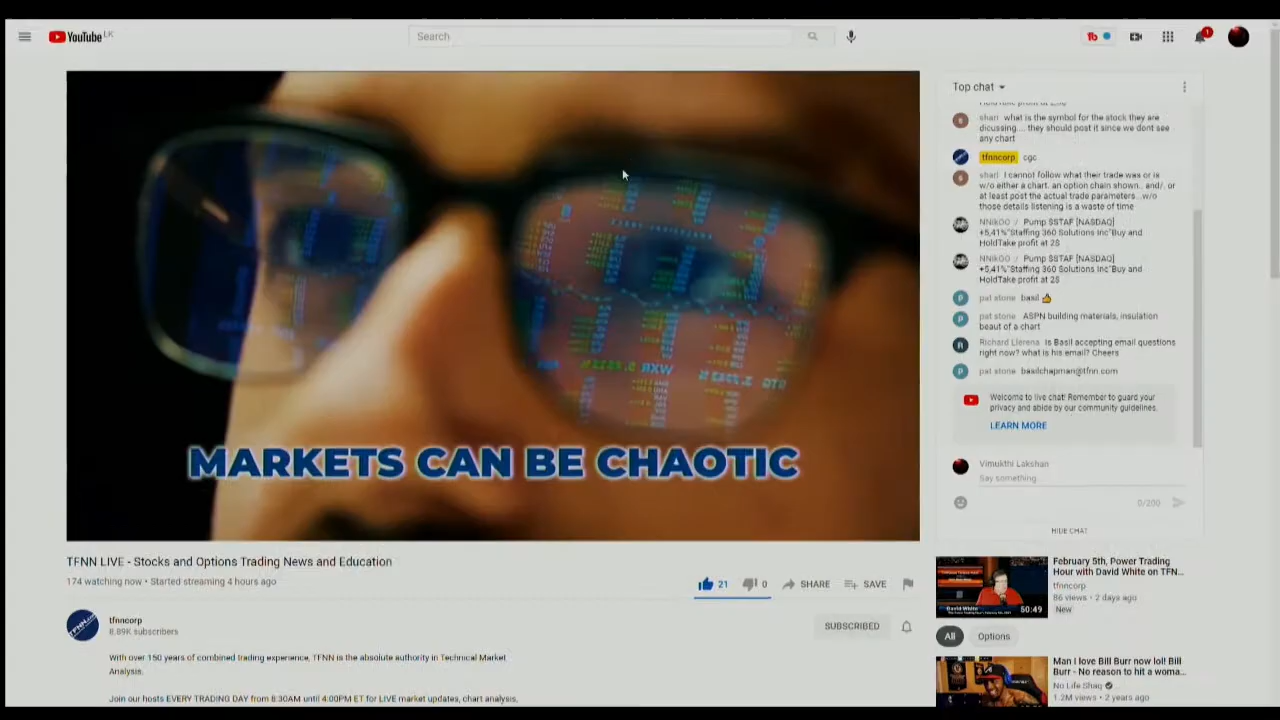 YouTube LK
Search
1
Top chat
shari what is the symbol for the stock they are
dicussing.... they should post it since we dont see
any chart
tfnncorp cgc
shari I cannot follow what their trade was or is
w/o either a chart. an option chain shown.. and/. or
at least post the actual trade parameters...w/o
those details listening is a waste of time
Pump $STAF [NASDAQ]
+5,41%"Staffing 360 Solutions Inc"Buy and
HoldTake profit at 2$
Pump $STAF [NASDAQ]
+5,41%"Staffing 360 Solutions Inc"Buy and
HoldTake profit at 2$
pat stone basil 👍
pat stone ASPN building materials, insulation
beaut of a chart
Richard Llerena Is Basil accepting email questions
right now? what is his email? Cheers
pat stone basilchapman@tfnn.com
Welcome to live chat! Remember to guard your
privacy and abide by our community guidelines.
LEARN MORE
Vimukthi Lakshan
Say something...
0/200
HIDE CHAT
MARKETS CAN BE CHAOTIC
TFNN LIVE - Stocks and Options Trading News and Education
174 watching now • Started streaming 4 hours ago
21 0 SHARE SAVE
tfnncorp
8.89K subscribers
SUBSCRIBED
With over 150 years of combined trading experience, TFNN is the absolute authority in Technical Market
Analysis.
Join our hosts EVERY TRADING DAY from 8:30AM until 4:00PM ET for LIVE market updates, chart analysis,
February 5th, Power Trading
Hour with David White on TFN...
tfnncorp
86 views • 2 days ago
New
David White
50:49
All Options
Man I love Bill Burr now lol! Bill
Burr - No reason to hit a woma...
No Life Shaq
1.2M views • 2 years ago